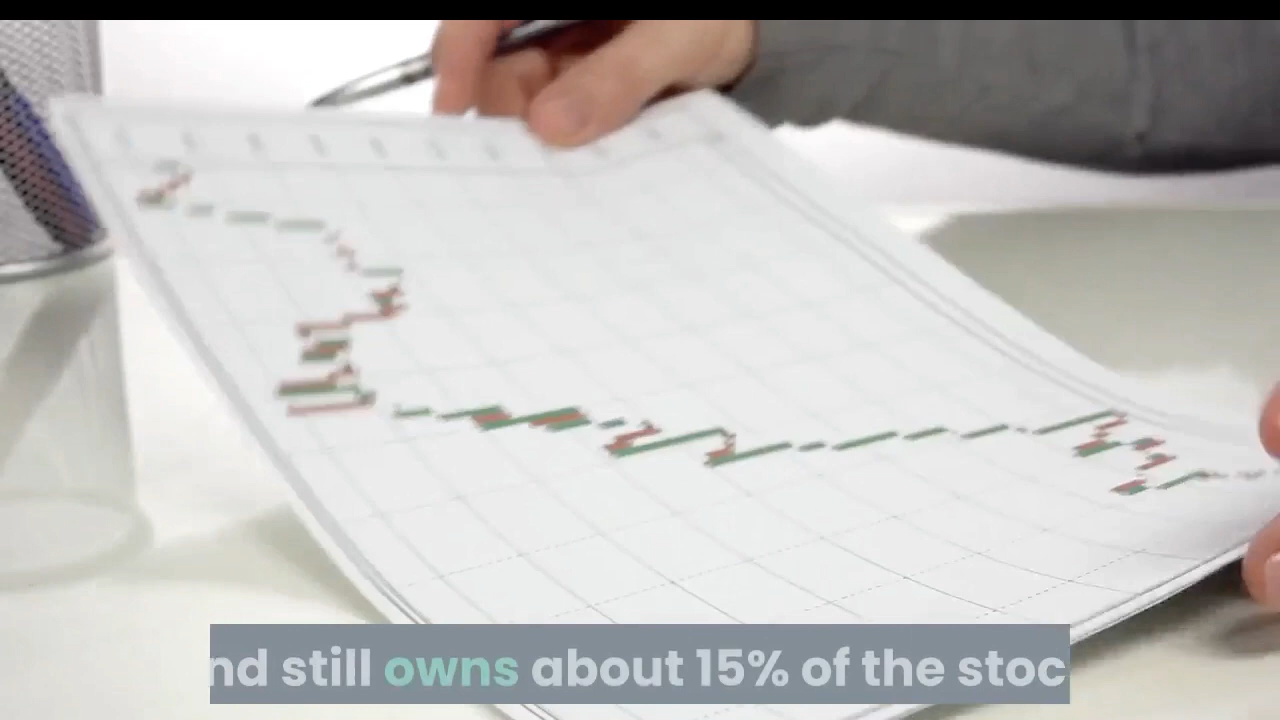 nd still owns about 15% of the stoc